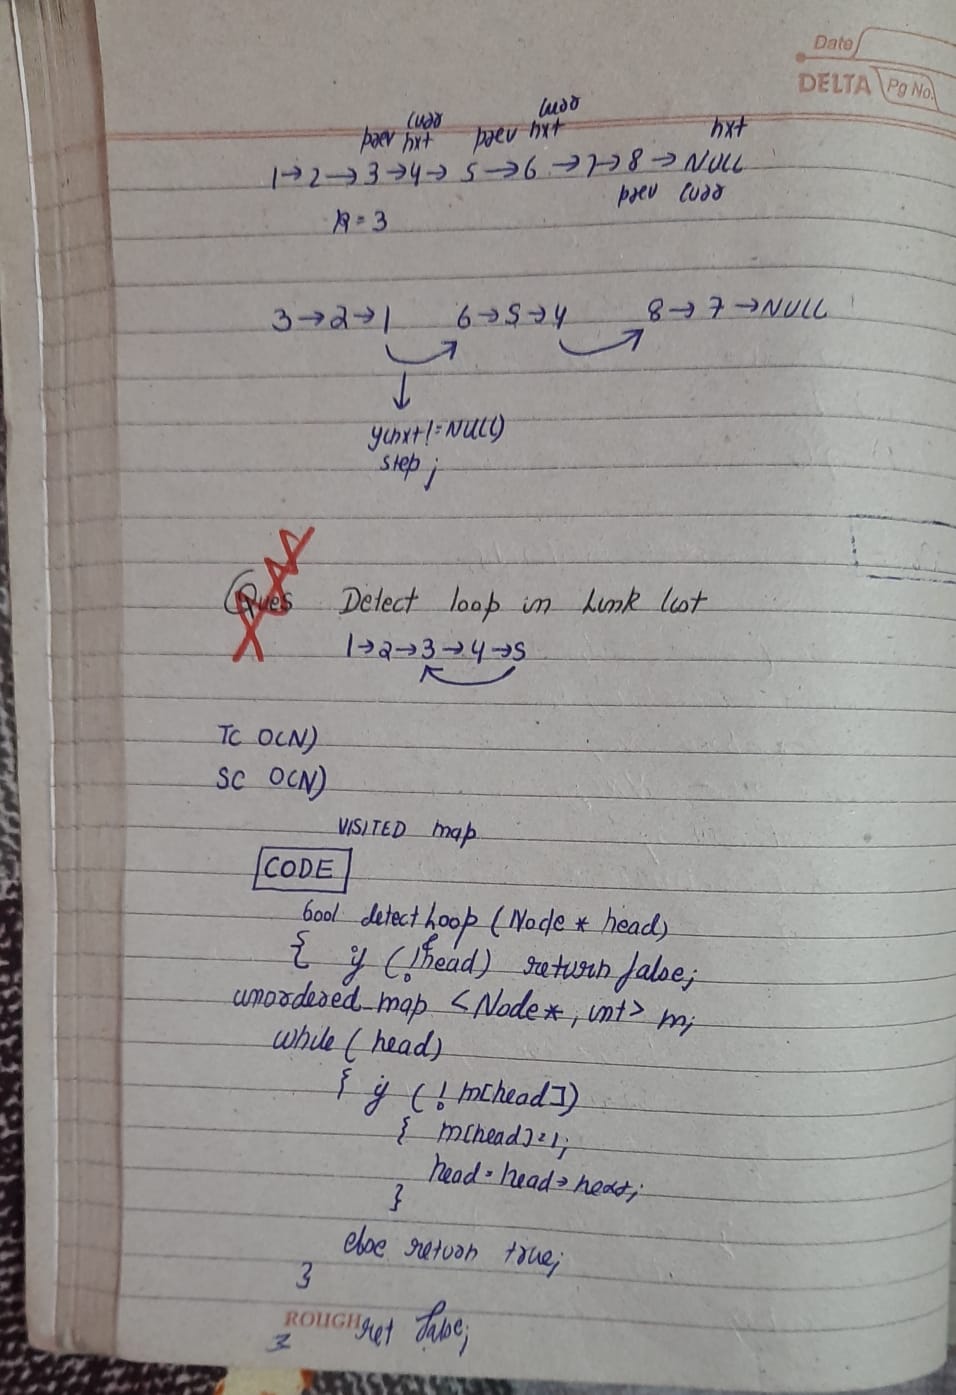 Date
DELTA Pg No.
curr curr
prev nxt prev nxt nxt
1→2→3→4→5→6→7→8→NULL
prev curr
K=3
3→2→1 6→5→4 8→7→NULL
if(nxt!=NULL)
step;
Ques Detect loop in Link list
1→2→3→4→5
TC O(N)
SC O(N)
VISITED map
CODE
bool detectLoop (Node * head)
{ if (!head) return false;
unordered_map <Node*, int> m;
while (head)
{ if (! m[head])
{ m[head]=1;
head = head→next;
}
else return true;
}
ROUGH ret false;
}